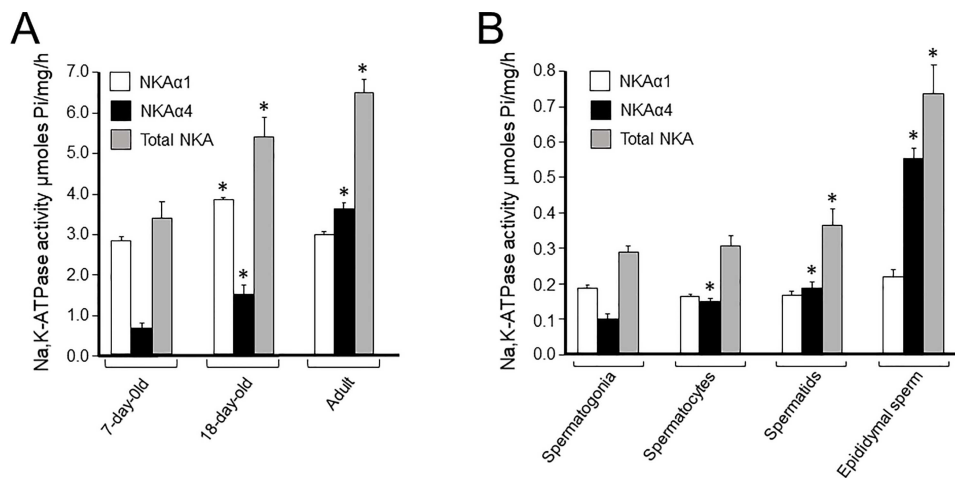 A
Na,K-ATPase activity µmoles Pi/mg/h
7.0
6.0
5.0
4.0
3.0
2.0
1.0
0.0
NKAα1
NKAα4
Total NKA
*
*
*
*
*
7-day-0ld
18-day-old
Adult
B
Na,K-ATPase activity µmoles Pi/mg/h
0.8
0.7
0.6
0.5
0.4
0.3
0.2
0.1
0.0
NKAα1
NKAα4
Total NKA
*
*
*
*
*
Spermatogonia
Spermatocytes
Spermatids
Epididymal sperm